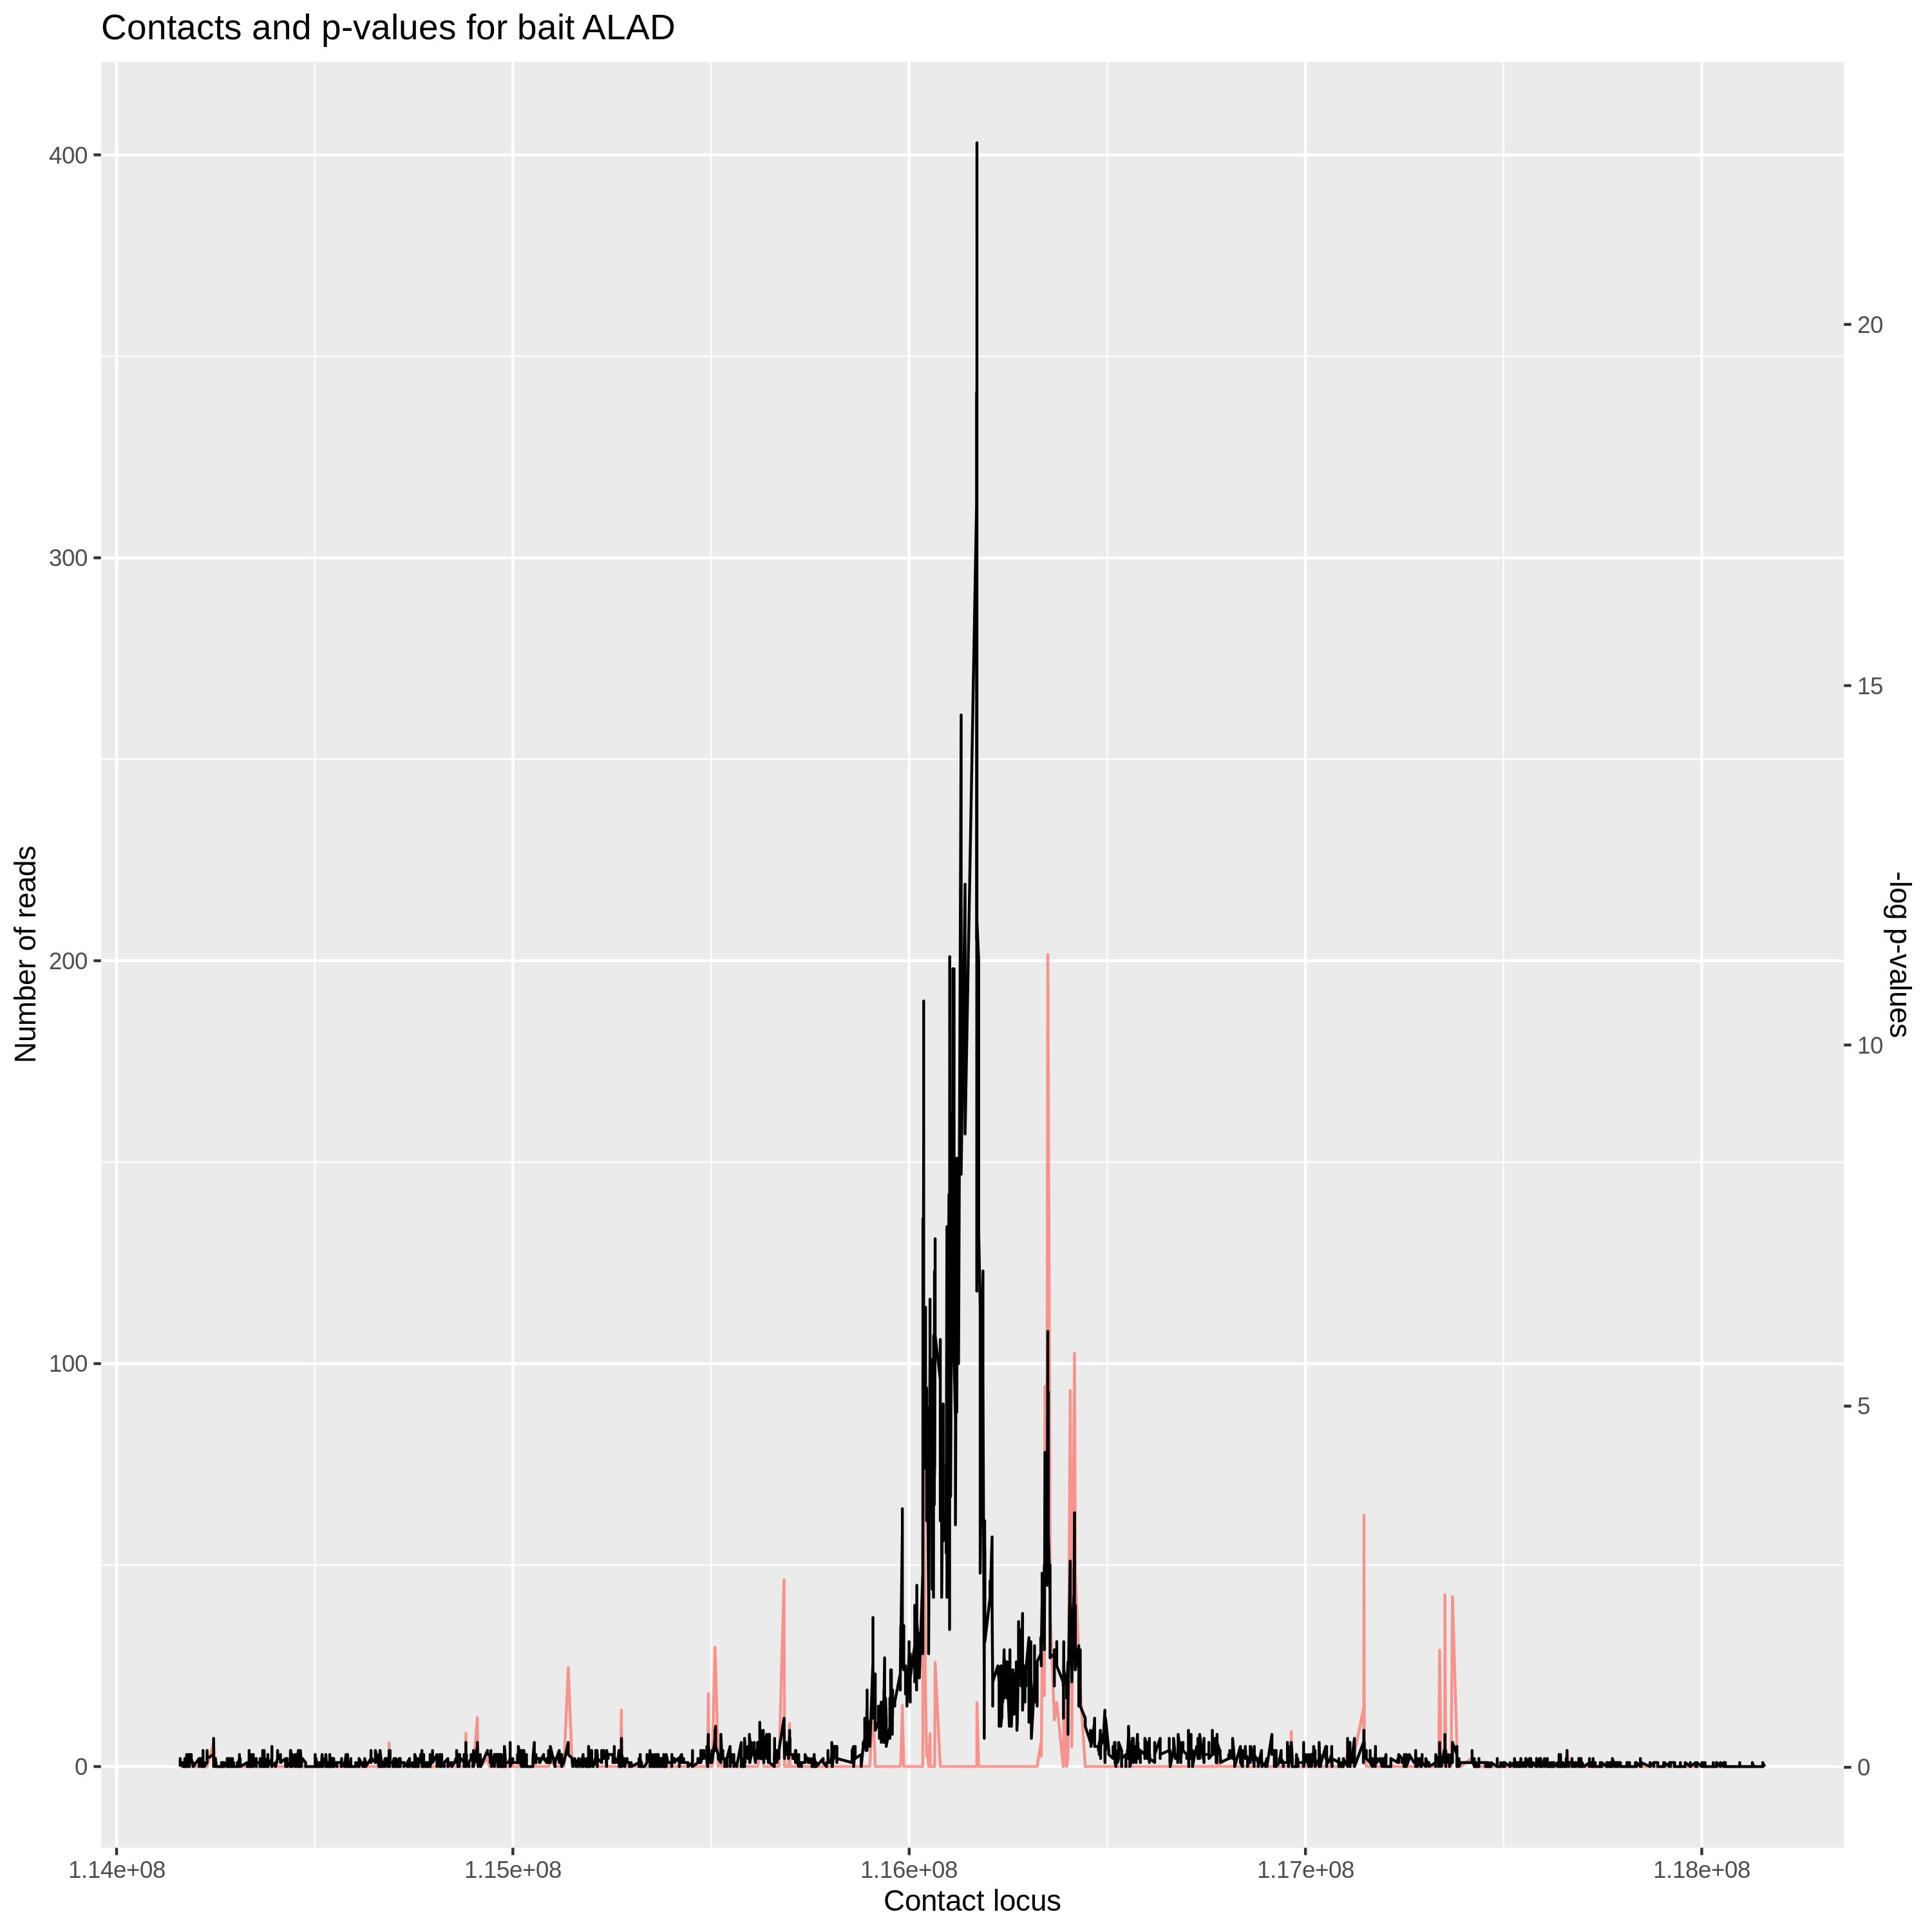 Contacts and p-values for bait ALAD
400
300
200
100
0
Number of reads
20
15
10
5
0
-log p-values
1.14e+08
1.15e+08
1.16e+08
1.17e+08
1.18e+08
Contact locus